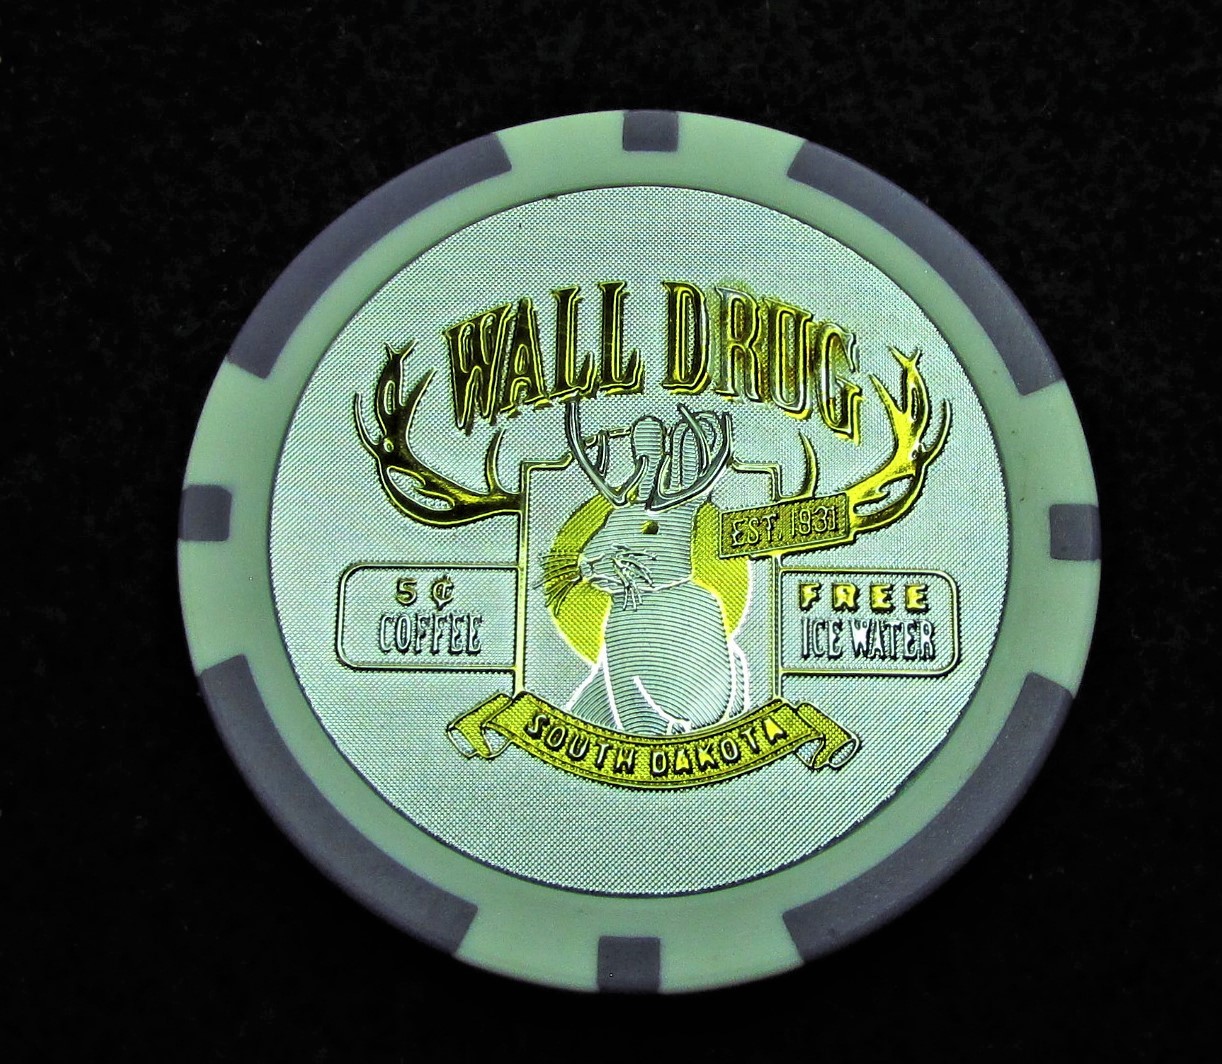 WALL DRUG
EST. 1931
5¢
COFFEE
FREE
ICE WATER
SOUTH DAKOTA